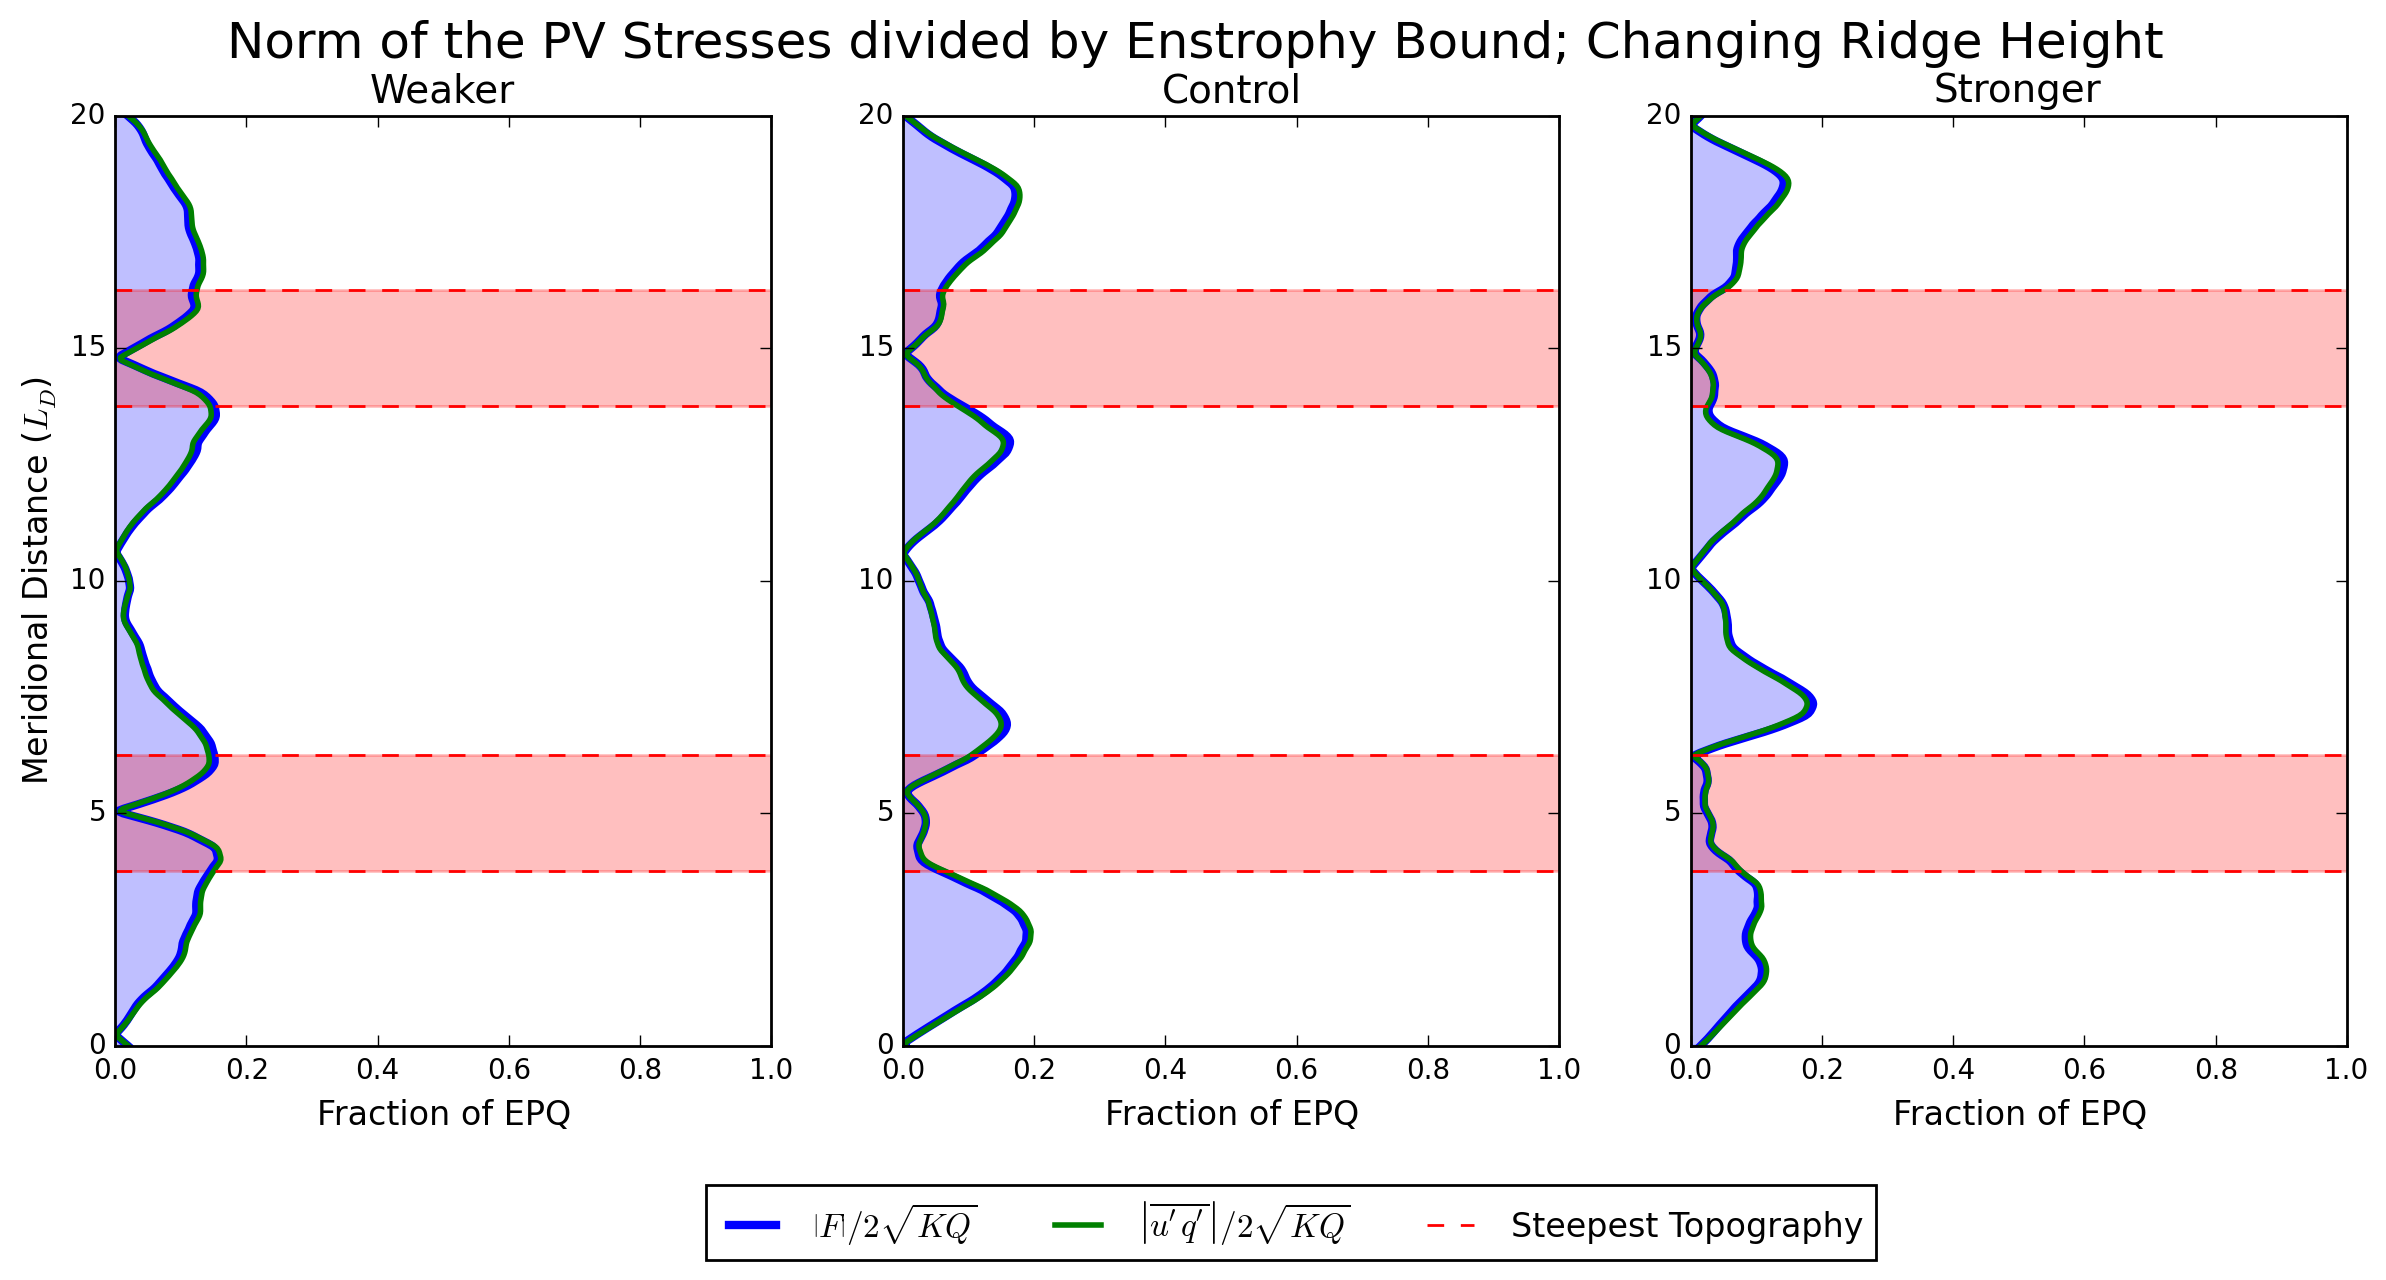 Norm of the PV Stresses divided by Enstrophy Bound; Changing Ridge Height
Weaker
Control
Stronger
Meridional Distance (L_D)
20
15
10
5
0
0.0 0.2 0.4 0.6 0.8 1.0
Fraction of EPQ
20
15
10
5
0
0.0 0.2 0.4 0.6 0.8 1.0
Fraction of EPQ
20
15
10
5
0
0.0 0.2 0.4 0.6 0.8 1.0
Fraction of EPQ
|F|/2√KQ
|u′q′|/2√KQ
Steepest Topography